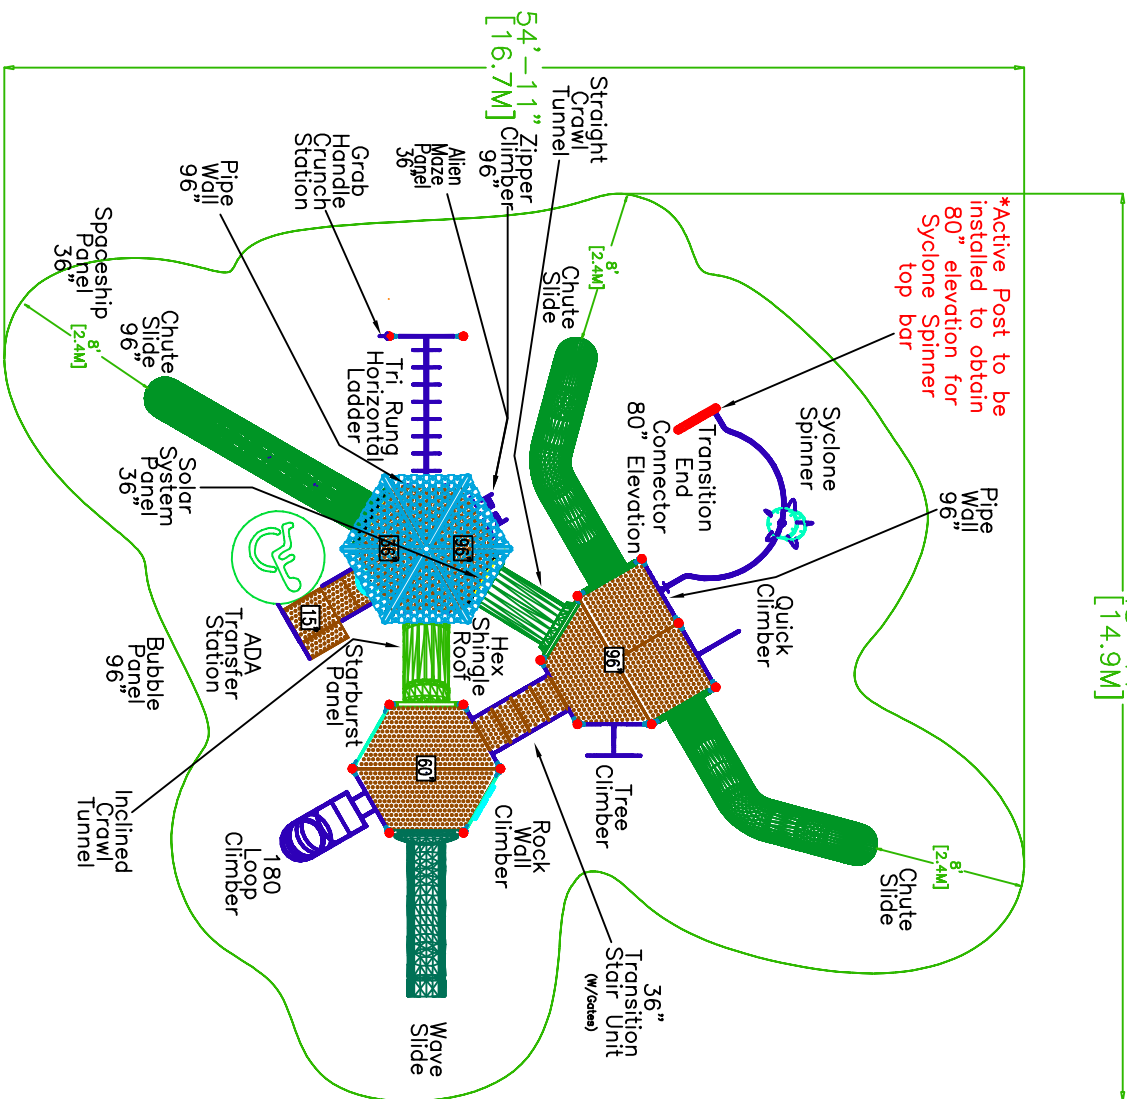 54'-11"
[16.7M]
[14.9M]
*Active Post to be
installed to obtain
80" elevation for
Syclone Spinner
top bar
Straight
Crawl
Tunnel
Zipper
Climber
96"
Alien
Maze
Panel
36"
Grab
Handle
Crunch
Station
Pipe
Wall
96"
Spaceship
Panel
36"
8'
[2.4M]
Chute
Slide
96"
8'
[2.4M]
Chute
Slide
Tri Rung
Horizontal
Ladder
Solar
System
Panel
36"
Transition
End
Connector
80" Elevation
Syclone
Spinner
Pipe
Wall
96"
Quick
Climber
36"
96"
96"
15"
60"
Hex
Shingle
Roof
Starburst
Panel
ADA
Transfer
Station
Bubble
Panel
96"
Inclined
Crawl
Tunnel
180
Loop
Climber
Rock
Wall
Climber
Tree
Climber
8'
[2.4M]
Chute
Slide
36"
Transition
Stair Unit
(W/Gates)
Wave
Slide